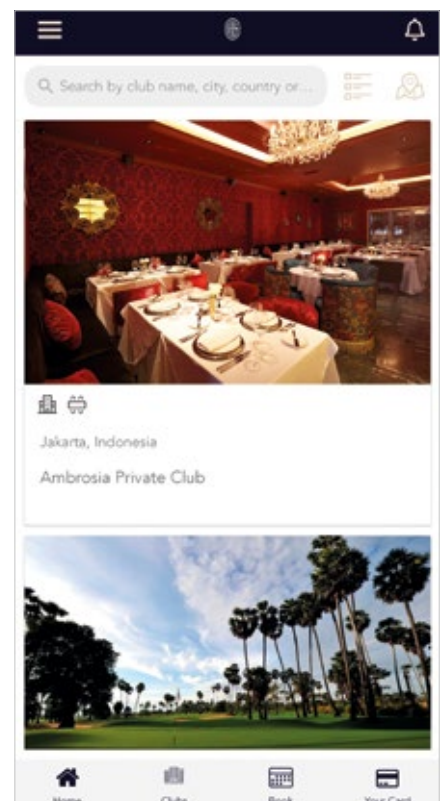 Search by club name, city, country or...
Jakarta, Indonesia
Ambrosia Private Club
Home
Clubs
Book
Your Card